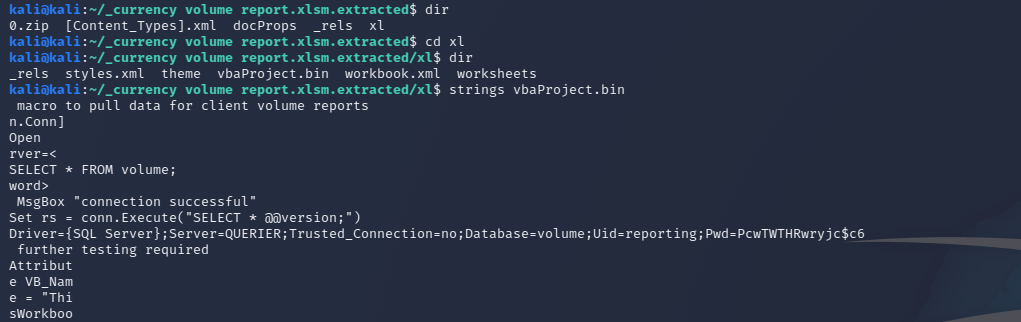 kali@kali:~/_currency volume report.xlsm.extracted$ dir
0.zip  [Content_Types].xml  docProps  _rels  xl
kali@kali:~/_currency volume report.xlsm.extracted$ cd xl
kali@kali:~/_currency volume report.xlsm.extracted/xl$ dir
_rels  styles.xml  theme  vbaProject.bin  workbook.xml  worksheets
kali@kali:~/_currency volume report.xlsm.extracted/xl$ strings vbaProject.bin
 macro to pull data for client volume reports
n.Conn]
Open
rver=<
SELECT * FROM volume;
word>
 MsgBox "connection successful"
Set rs = conn.Execute("SELECT * @@version;")
Driver={SQL Server};Server=QUERIER;Trusted_Connection=no;Database=volume;Uid=reporting;Pwd=PcwTWTHRwryjc$c6
 further testing required
Attribut
e VB_Nam
e = "Thi
sWorkboo